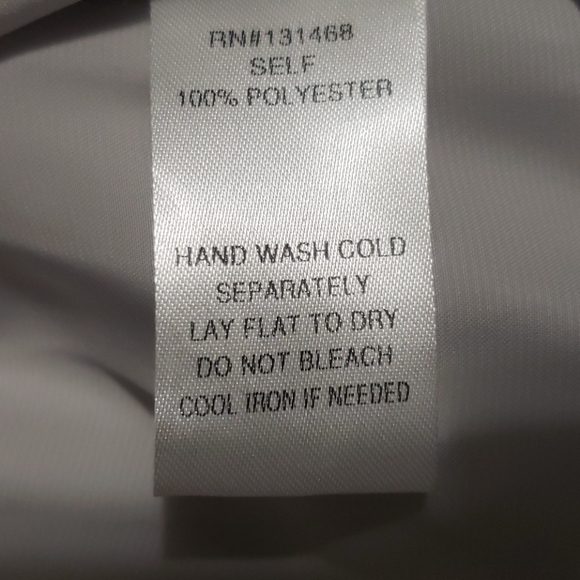 RN#131468
SELF
100% POLYESTER
HAND WASH COLD
SEPARATELY
LAY FLAT TO DRY
DO NOT BLEACH
COOL IRON IF NEEDED